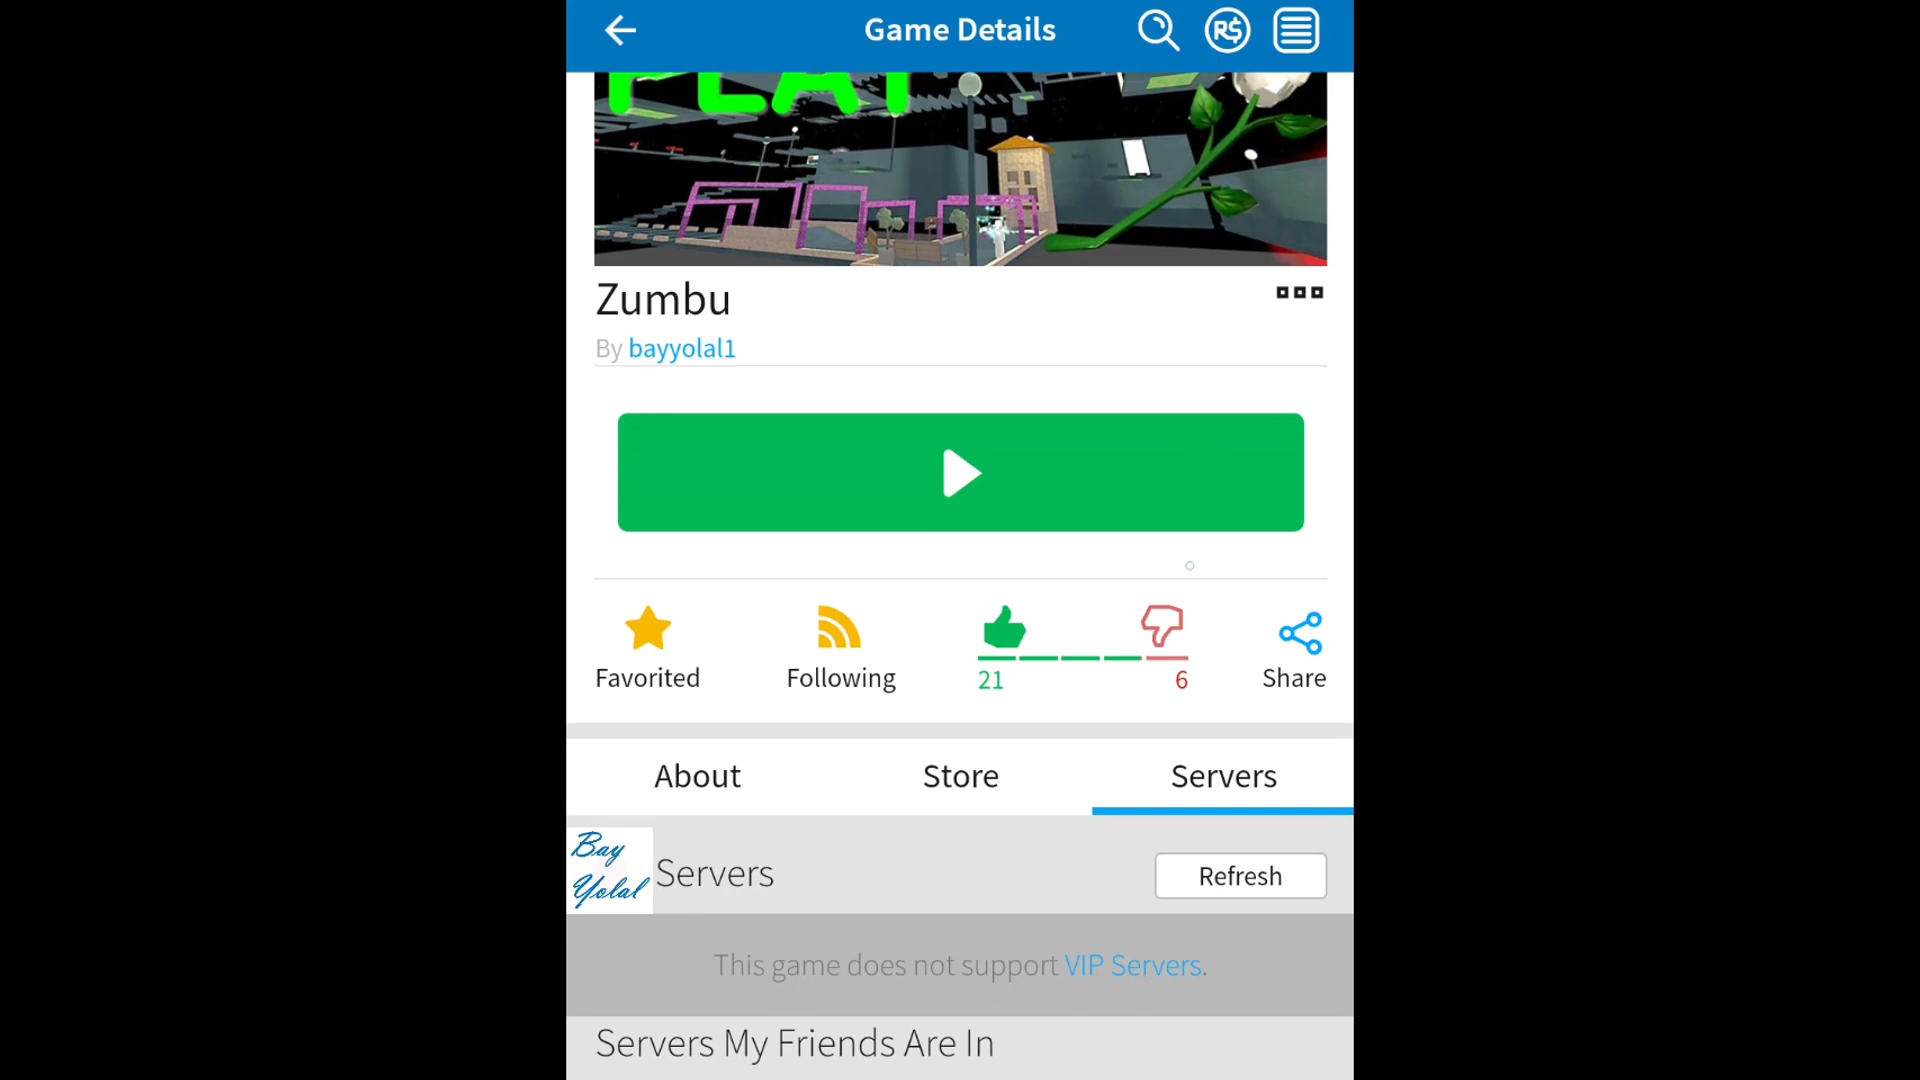 Game Details
R$
PLAY
Zumbu
By bayyolal1
Favorited
Following
21
6
Share
About
Store
Servers
Bay
Yolal
Servers
Refresh
This game does not support VIP Servers.
Servers My Friends Are In